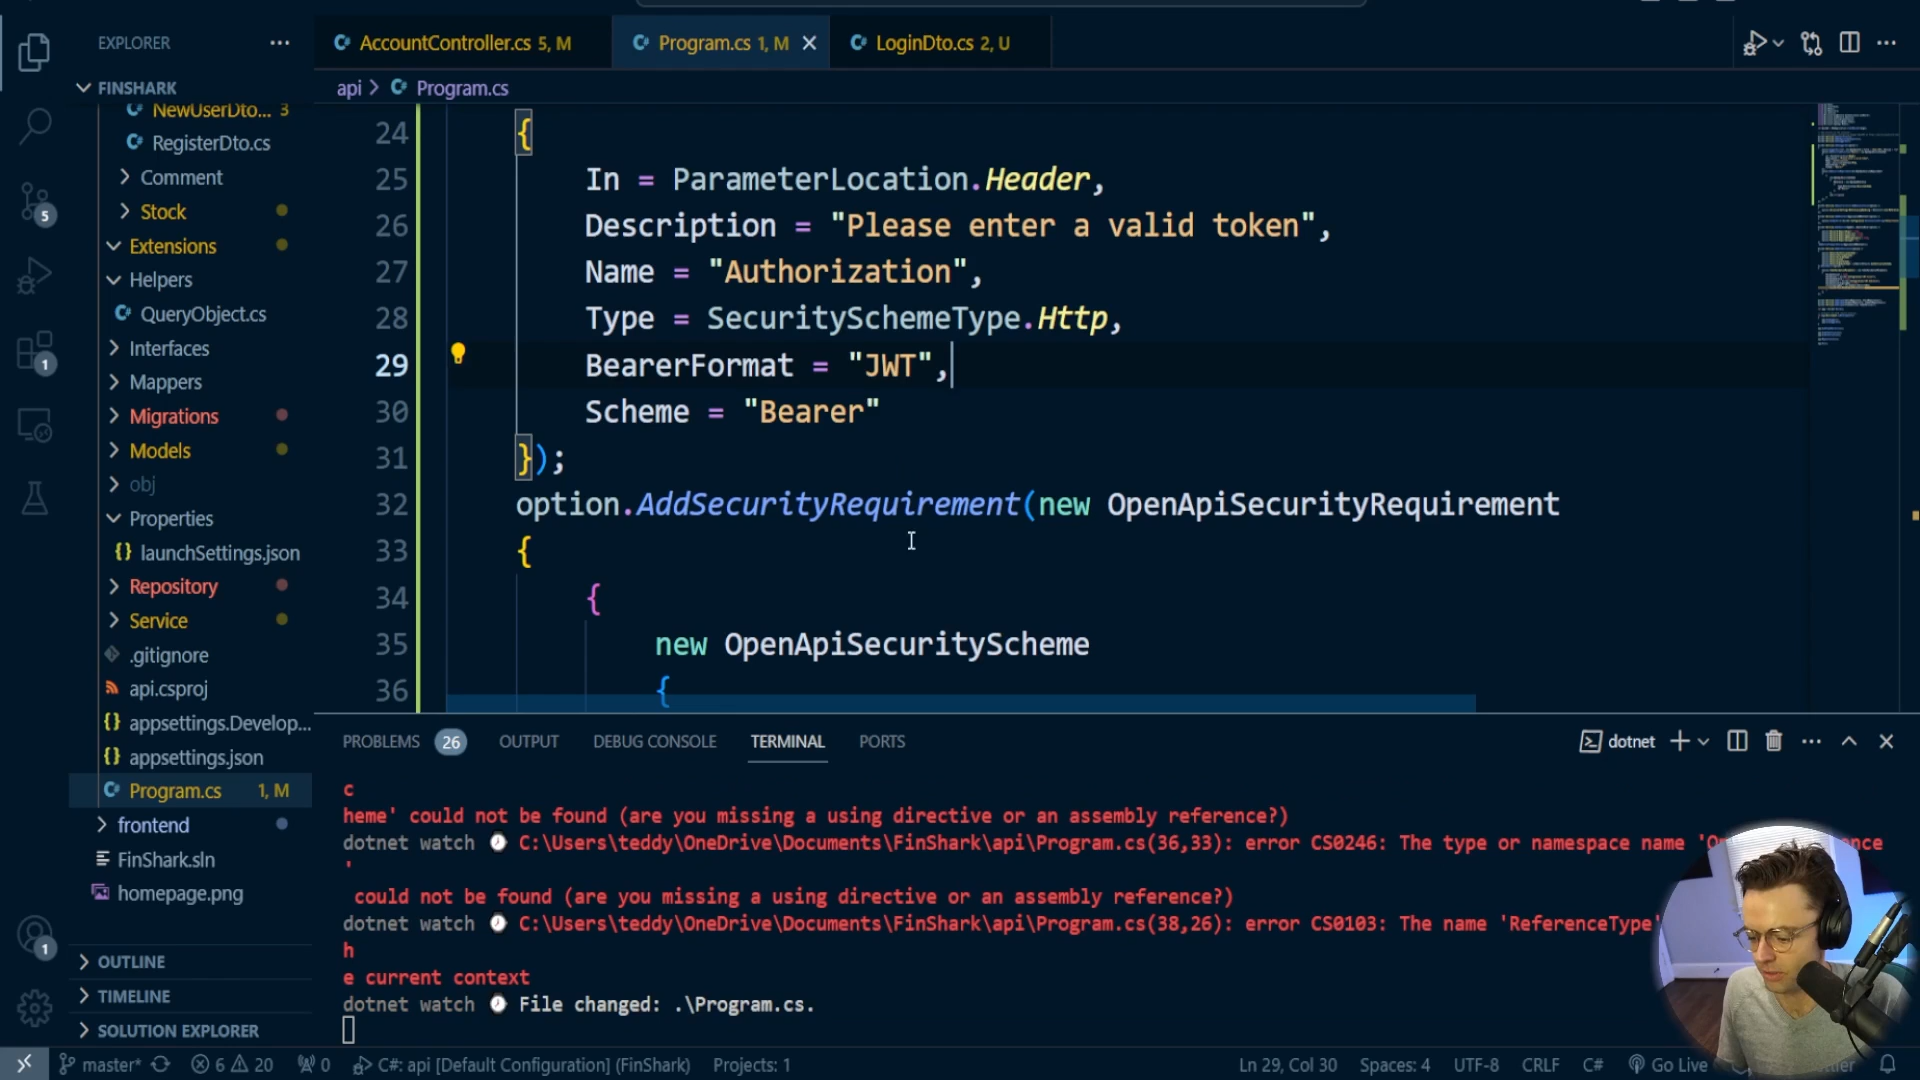 EXPLORER
FINSHARK
NewUserDto... 3
RegisterDto.cs
Comment
Stock
Extensions
Helpers
QueryObject.cs
Interfaces
Mappers
Migrations
Models
obj
Properties
{} launchSettings.json
Repository
Service
.gitignore
api.csproj
{} appsettings.Develop...
{} appsettings.json
Program.cs 1, M
frontend
FinShark.sln
homepage.png
OUTLINE
TIMELINE
SOLUTION EXPLORER
5
1
1
AccountController.cs 5, M
Program.cs 1, M
LoginDto.cs 2, U
api > Program.cs
24 {
25 In = ParameterLocation.Header,
26 Description = "Please enter a valid token",
27 Name = "Authorization",
28 Type = SecuritySchemeType.Http,
29 BearerFormat = "JWT",
30 Scheme = "Bearer"
31 });
32 option.AddSecurityRequirement(new OpenApiSecurityRequirement
33 {
34 {
35 new OpenApiSecurityScheme
36 {
PROBLEMS 26 OUTPUT DEBUG CONSOLE TERMINAL PORTS dotnet
c
heme' could not be found (are you missing a using directive or an assembly reference?)
dotnet watch C:\Users\teddy\OneDrive\Documents\FinShark\api\Program.cs(36,33): error CS0246: The type or namespace name
'
could not be found (are you missing a using directive or an assembly reference?)
dotnet watch C:\Users\teddy\OneDrive\Documents\FinShark\api\Program.cs(38,26): error CS0103: The name 'ReferenceType'
h
e current context
dotnet watch File changed: .\Program.cs.
master* 6 20 0 C#: api [Default Configuration] (FinShark) Projects: 1 Ln 29, Col 30 Spaces: 4 UTF-8 CRLF C# Go Live